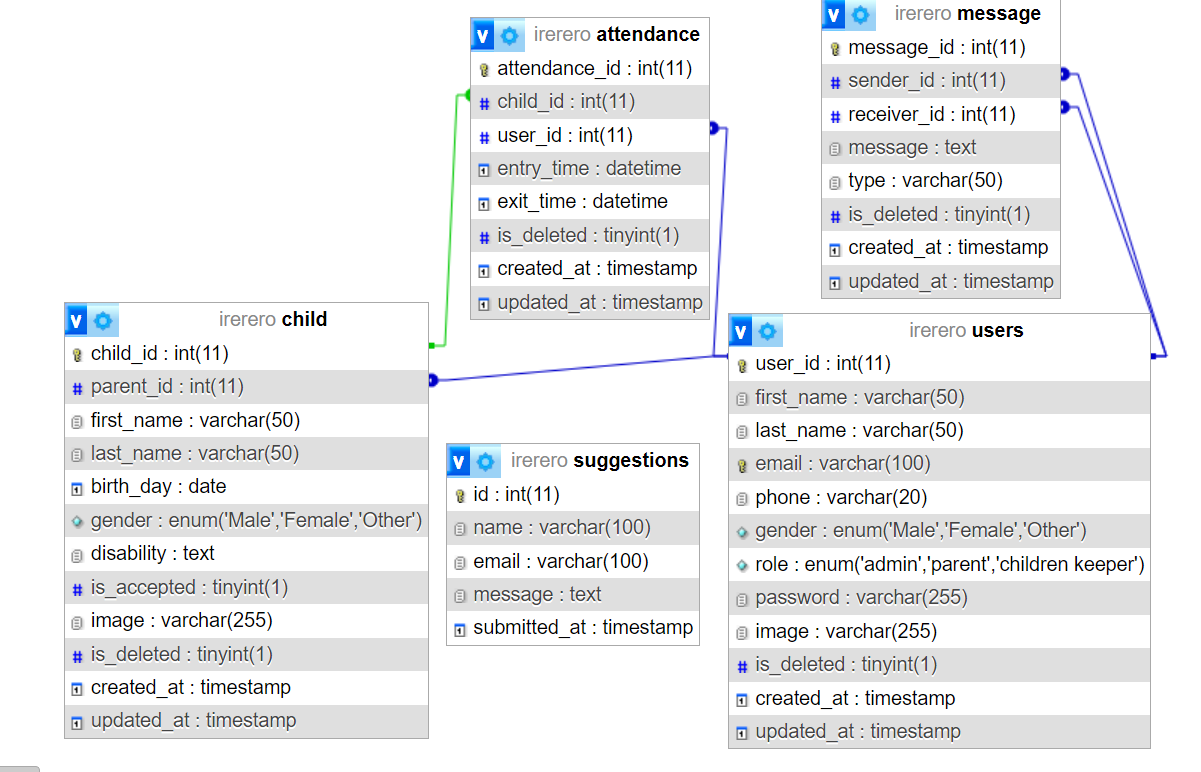 v irerero attendance
attendance_id : int(11)
# child_id : int(11)
# user_id : int(11)
entry_time : datetime
exit_time : datetime
# is_deleted : tinyint(1)
created_at : timestamp
updated_at : timestamp
v irerero message
message_id : int(11)
# sender_id : int(11)
# receiver_id : int(11)
message : text
type : varchar(50)
# is_deleted : tinyint(1)
created_at : timestamp
updated_at : timestamp
v irerero child
child_id : int(11)
# parent_id : int(11)
first_name : varchar(50)
last_name : varchar(50)
birth_day : date
gender : enum('Male','Female','Other')
disability : text
# is_accepted : tinyint(1)
image : varchar(255)
# is_deleted : tinyint(1)
created_at : timestamp
updated_at : timestamp
v irerero suggestions
id : int(11)
name : varchar(100)
email : varchar(100)
message : text
submitted_at : timestamp
v irerero users
user_id : int(11)
first_name : varchar(50)
last_name : varchar(50)
email : varchar(100)
phone : varchar(20)
gender : enum('Male','Female','Other')
role : enum('admin','parent','children keeper')
password : varchar(255)
image : varchar(255)
# is_deleted : tinyint(1)
created_at : timestamp
updated_at : timestamp